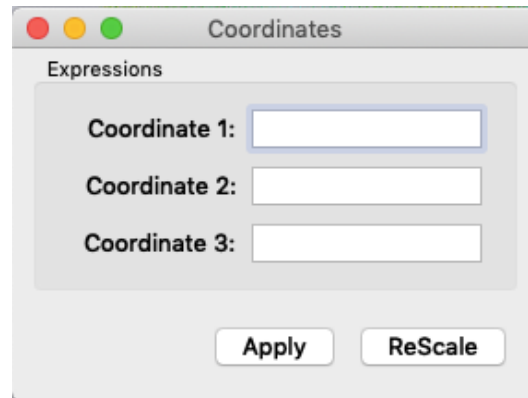 Coordinates
Expressions
Coordinate 1:
Coordinate 2:
Coordinate 3:
Apply ReScale